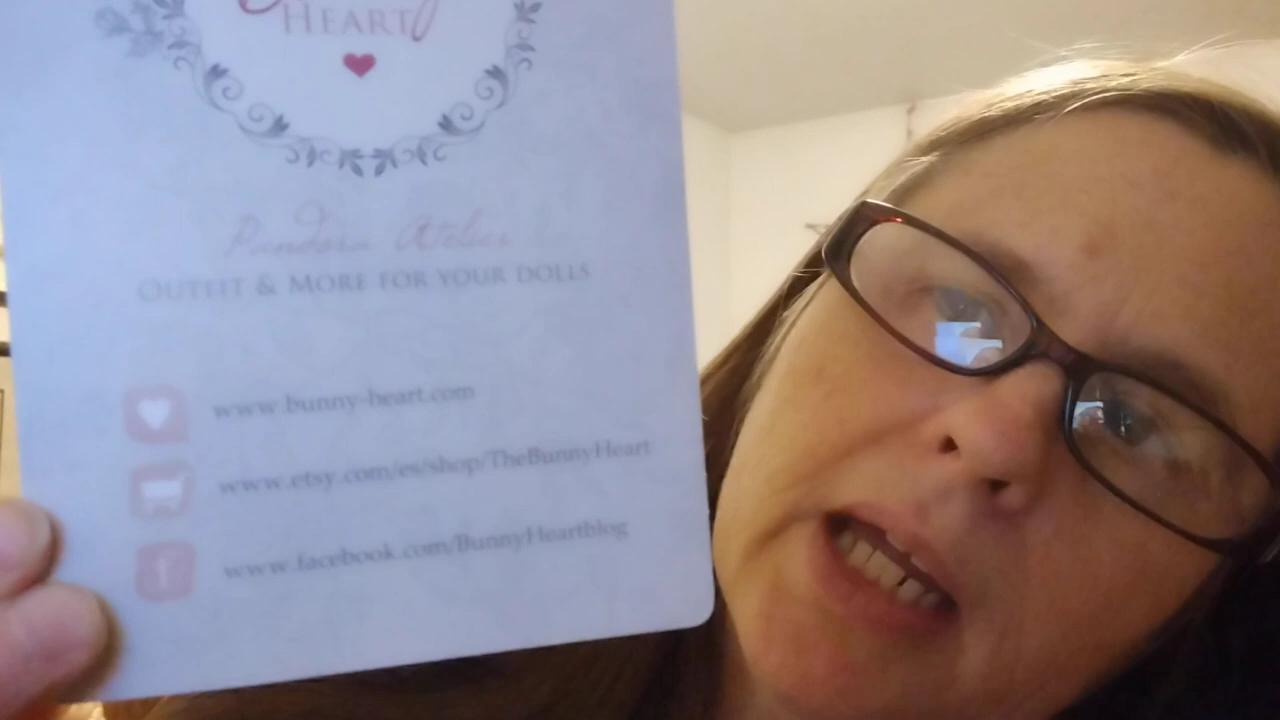 HEART
Pandora Atelier
OUTFIT & MORE FOR YOUR DOLLS
www.bunny-heart.com
www.etsy.com/es/shop/TheBunnyHeart
www.facebook.com/BunnyHeartblog